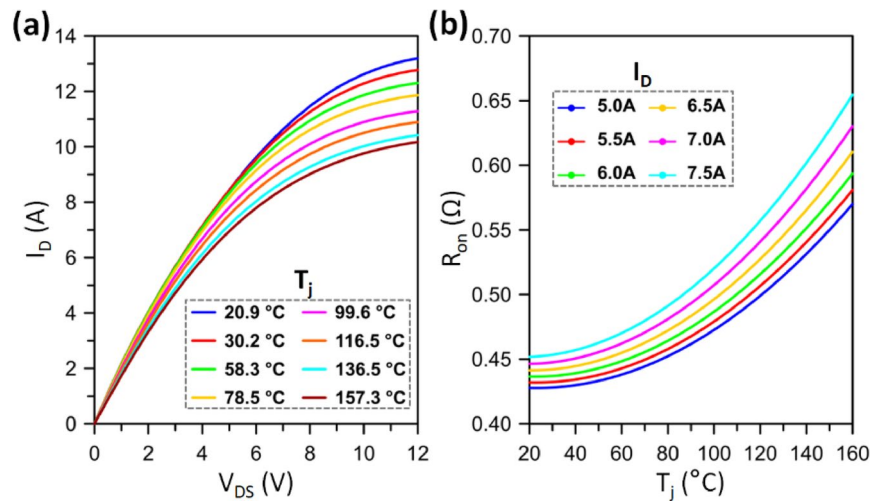 (a)
14
12
10
8
6
4
2
0
I_D (A)
0 2 4 6 8 10 12
V_DS (V)
T_j
20.9 °C 99.6 °C
30.2 °C 116.5 °C
58.3 °C 136.5 °C
78.5 °C 157.3 °C
(b)
0.70
0.65
0.60
0.55
0.50
0.45
0.40
R_on (Ω)
20 40 60 80 100 120 140 160
T_j (°C)
I_D
5.0A 6.5A
5.5A 7.0A
6.0A 7.5A